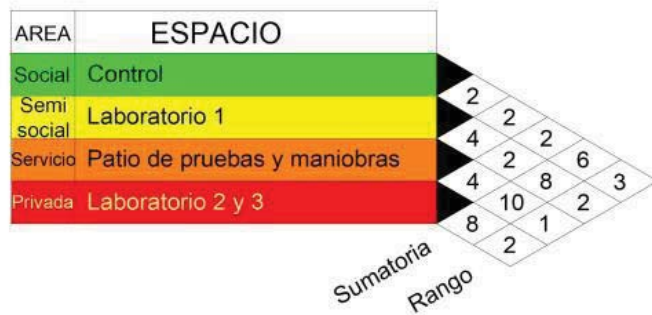 AREA ESPACIO
Social Control
2
2
Semi
social
Laboratorio 1
4 2
2 6
Servicio Patio de pruebas y maniobras
4 8 3
Privada Laboratorio 2 y 3
10 2
8 1
2
Sumatoria
Rango